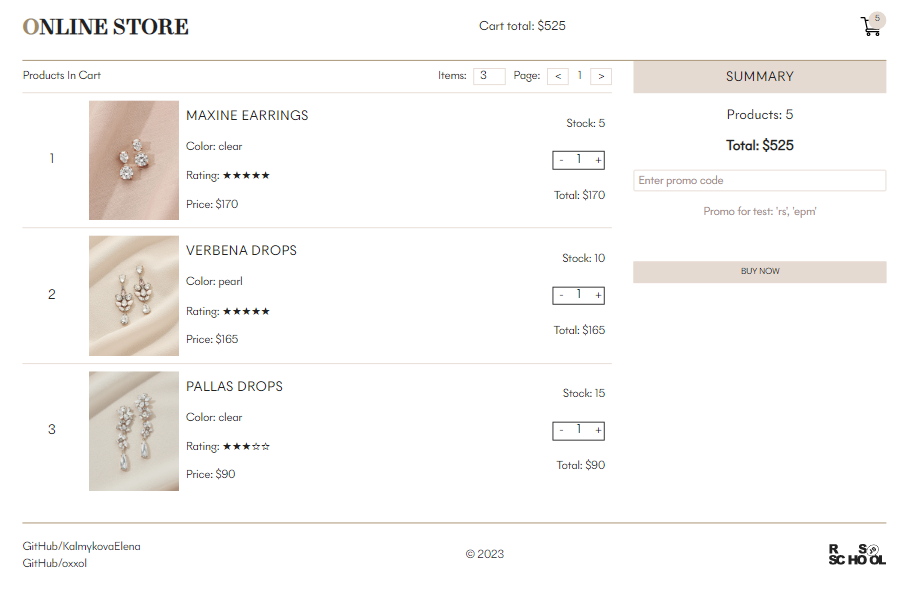 ONLINE STORE
Cart total: $525
5
Products In Cart
Items: 3 Page: < 1 >
SUMMARY
1
MAXINE EARRINGS
Color: clear
Rating: ★★★★★
Price: $170
Stock: 5
- 1 +
Total: $170
2
VERBENA DROPS
Color: pearl
Rating: ★★★★★
Price: $165
Stock: 10
- 1 +
Total: $165
3
PALLAS DROPS
Color: clear
Rating: ★★★☆☆
Price: $90
Stock: 15
- 1 +
Total: $90
Products: 5
Total: $525
Enter promo code
Promo for test: 'rs', 'epm'
BUY NOW
GitHub/KalmykovaElena
GitHub/oxxol
© 2023
R S
SCHOOL